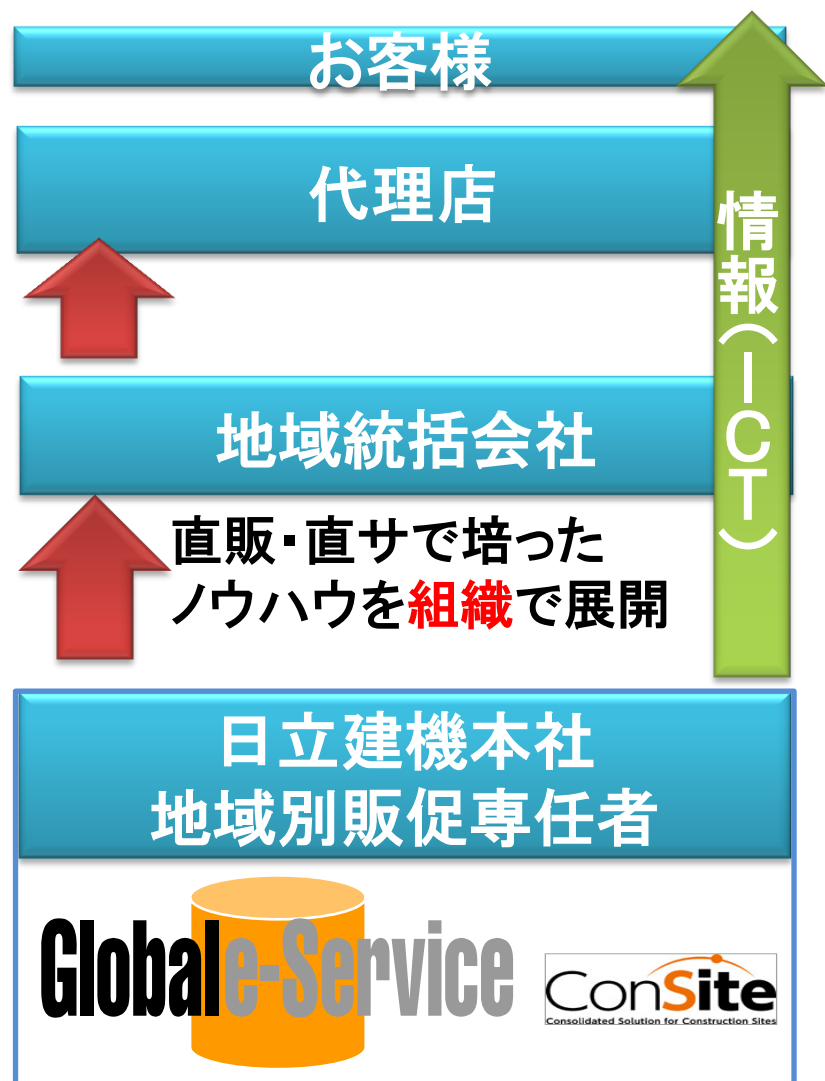 お客様
代理店
情報(ICT)
地域統括会社
直販・直サで培った
ノウハウを組織で展開
日立建機本社
地域別販促専任者
Global e-Service
ConSite
Consolidated Solution for Construction Sites